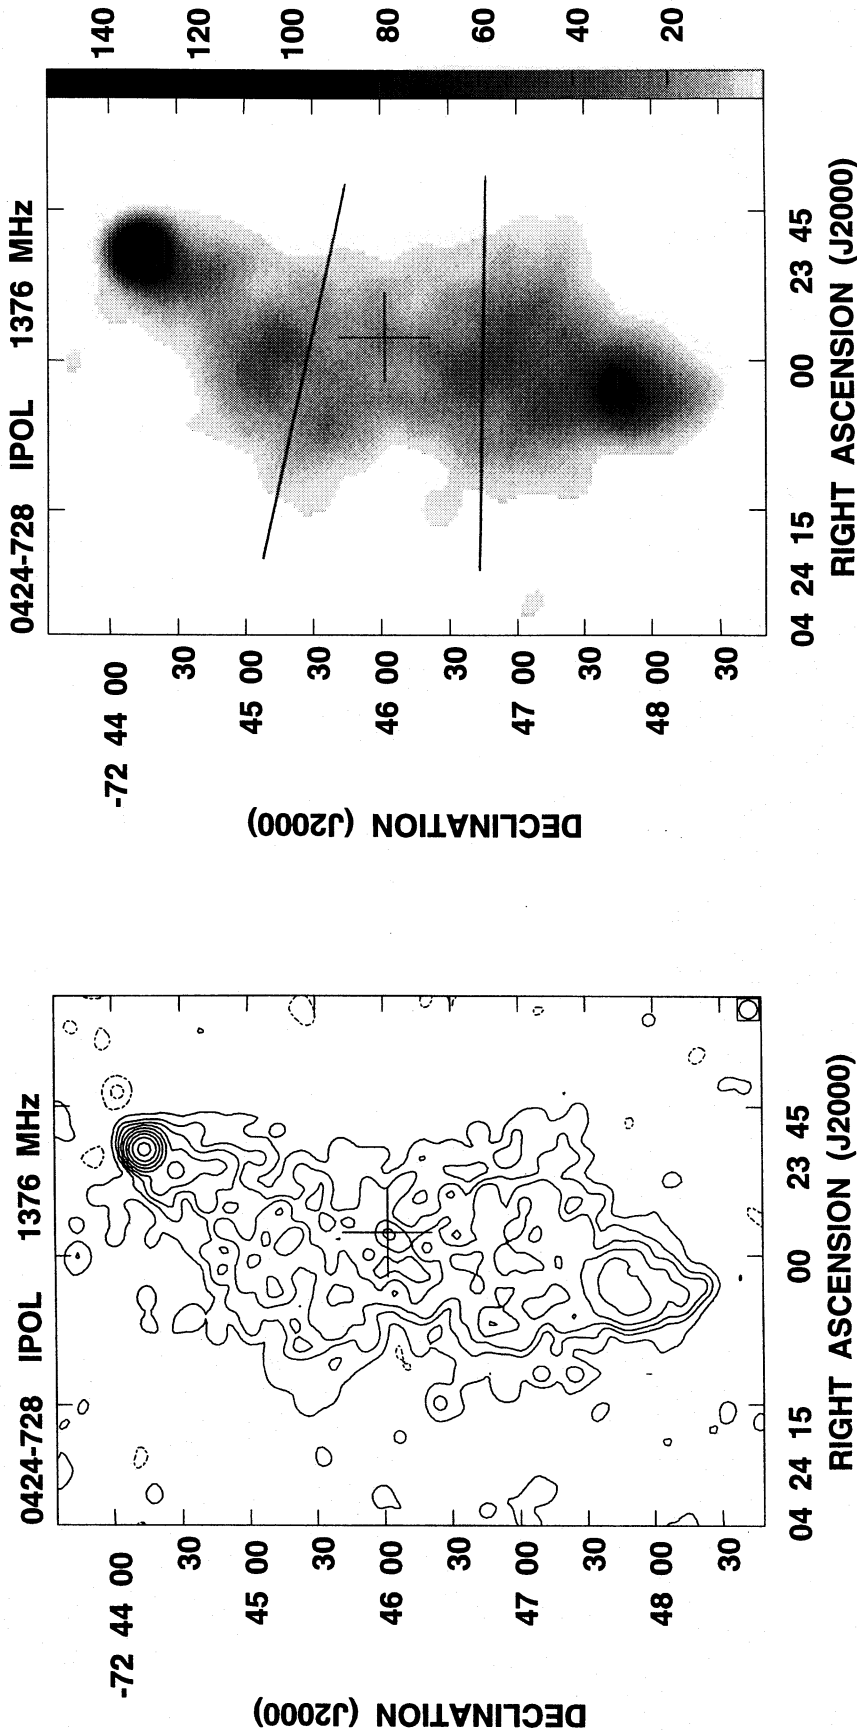 0424-728 IPOL 1376 MHz
-72 44 00
30
45 00
30
46 00
30
47 00
30
48 00
30
DECLINATION (J2000)
04 24 15 00 23 45
RIGHT ASCENSION (J2000)
0424-728 IPOL 1376 MHz
140
120
100
80
60
40
20
-72 44 00
30
45 00
30
46 00
30
47 00
30
48 00
30
DECLINATION (J2000)
04 24 15 00 23 45
RIGHT ASCENSION (J2000)